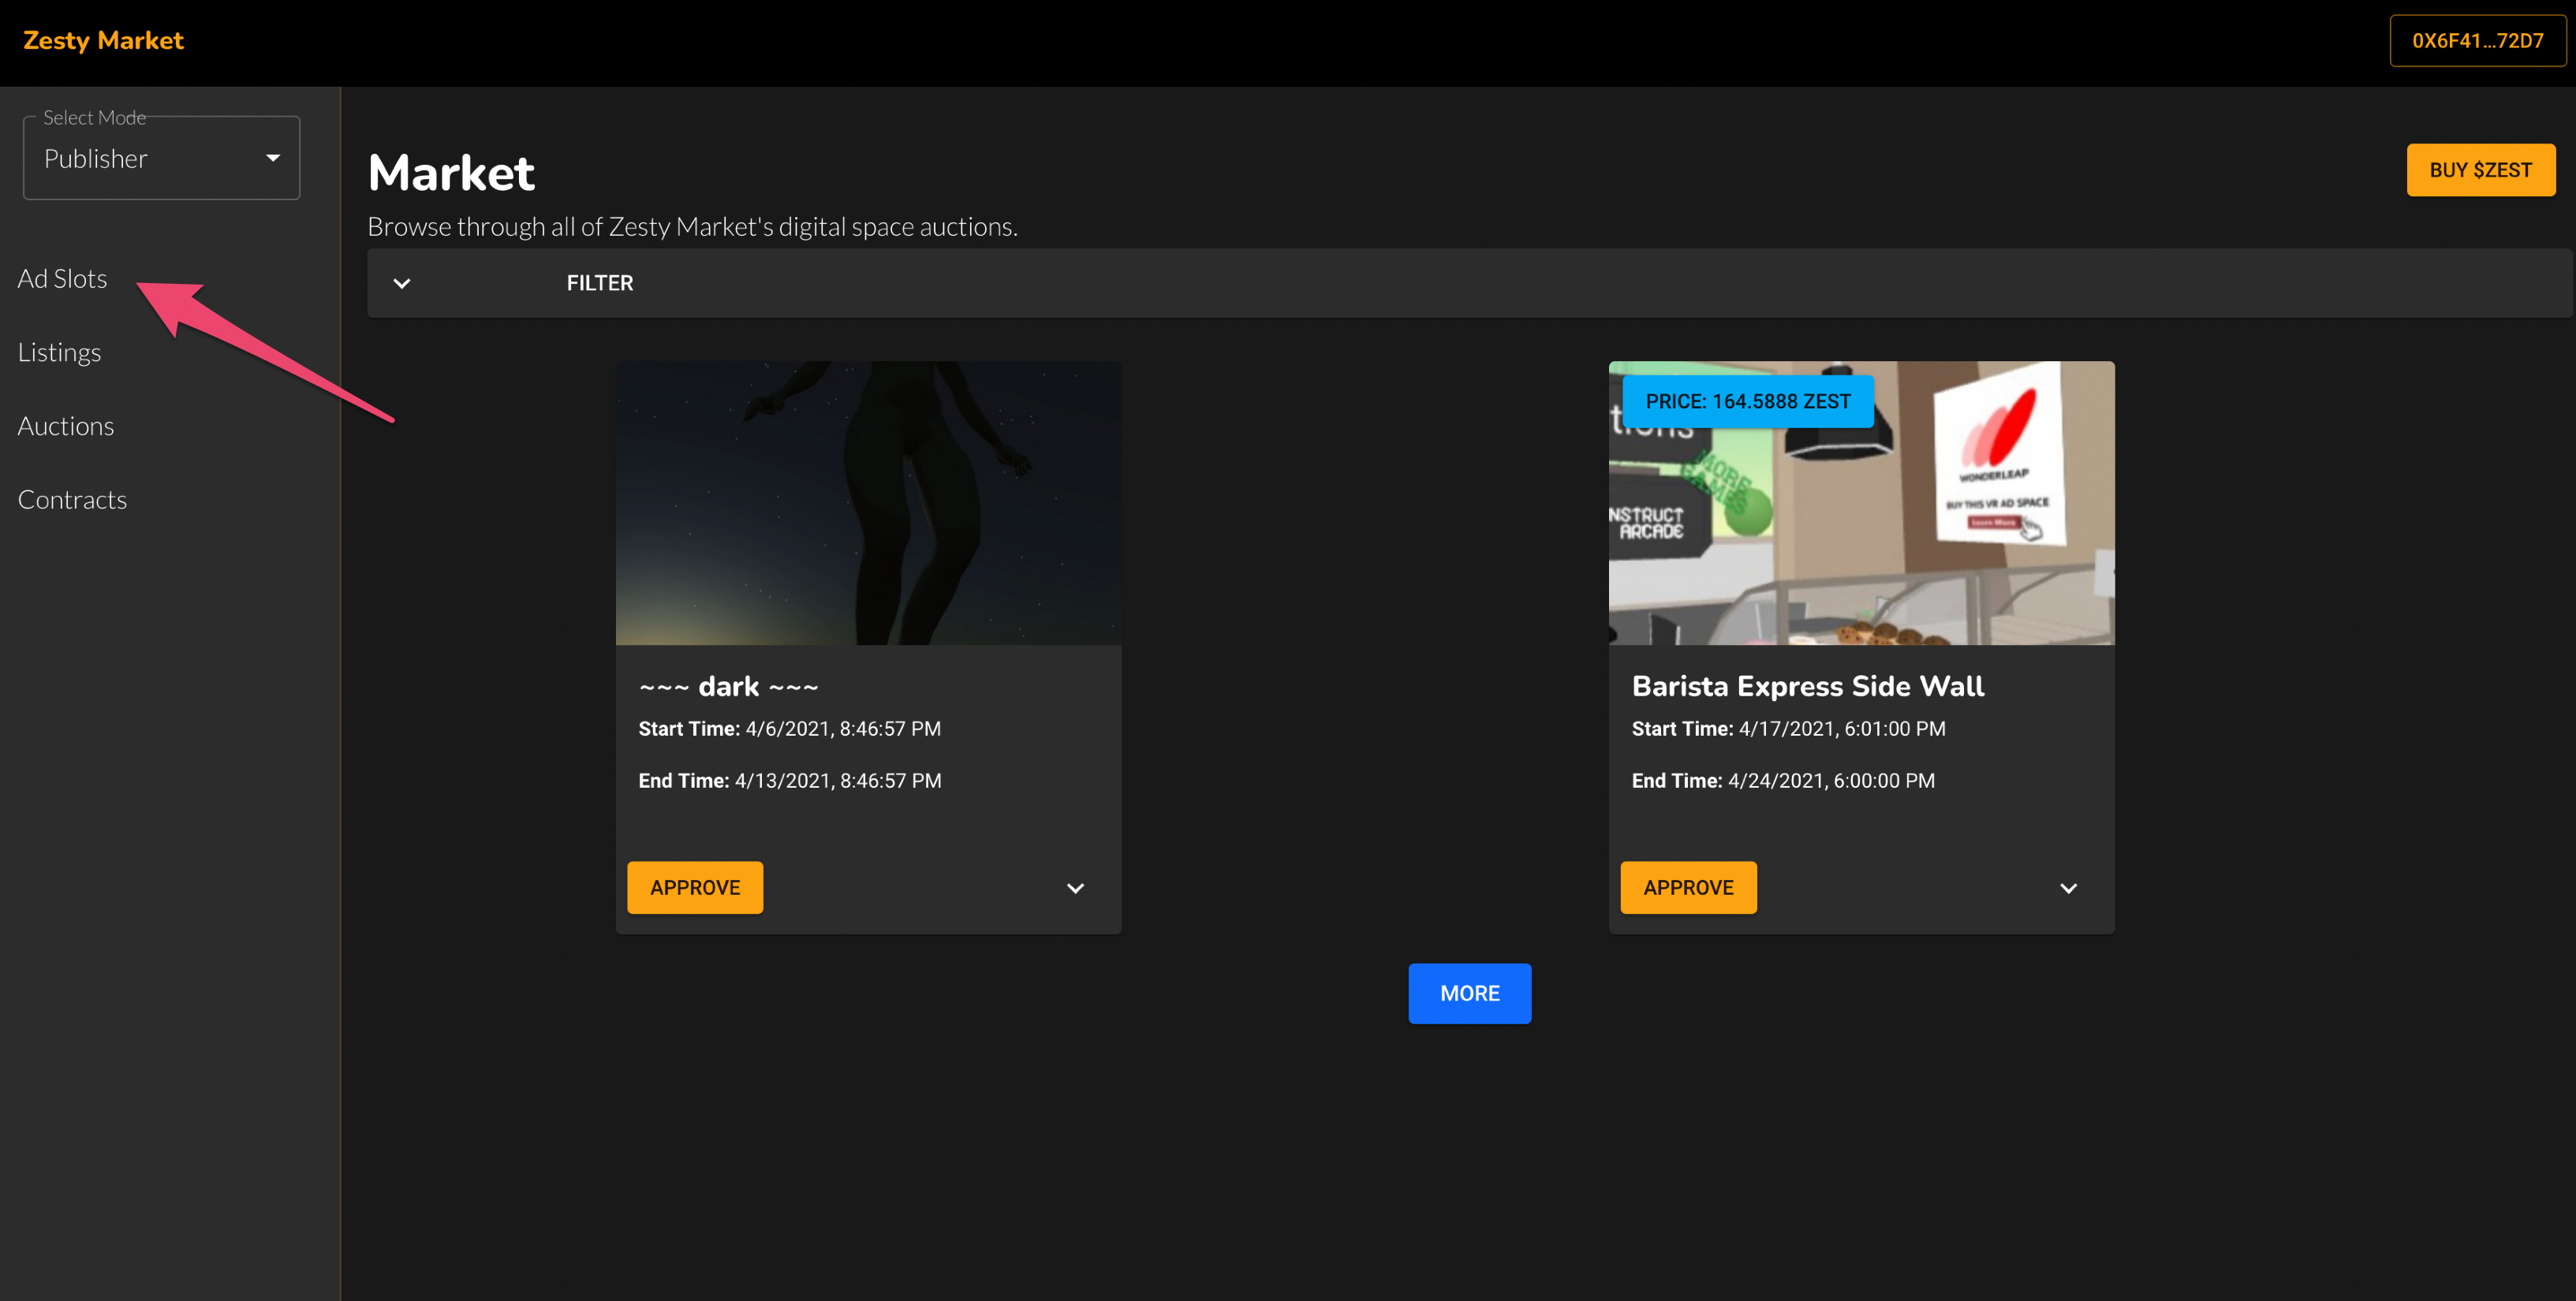 Zesty Market
0X6F41...72D7
Select Mode
Publisher
Ad Slots
Listings
Auctions
Contracts
Market
BUY $ZEST
Browse through all of Zesty Market's digital space auctions.
FILTER
~~~ dark ~~~
Start Time: 4/6/2021, 8:46:57 PM
End Time: 4/13/2021, 8:46:57 PM
APPROVE
PRICE: 164.5888 ZEST
MORE
GAMES
NSTRUCT
ARCADE
WONDERLEAP
BUY THIS VR AD SPACE
Learn More
Barista Express Side Wall
Start Time: 4/17/2021, 6:01:00 PM
End Time: 4/24/2021, 6:00:00 PM
APPROVE
MORE